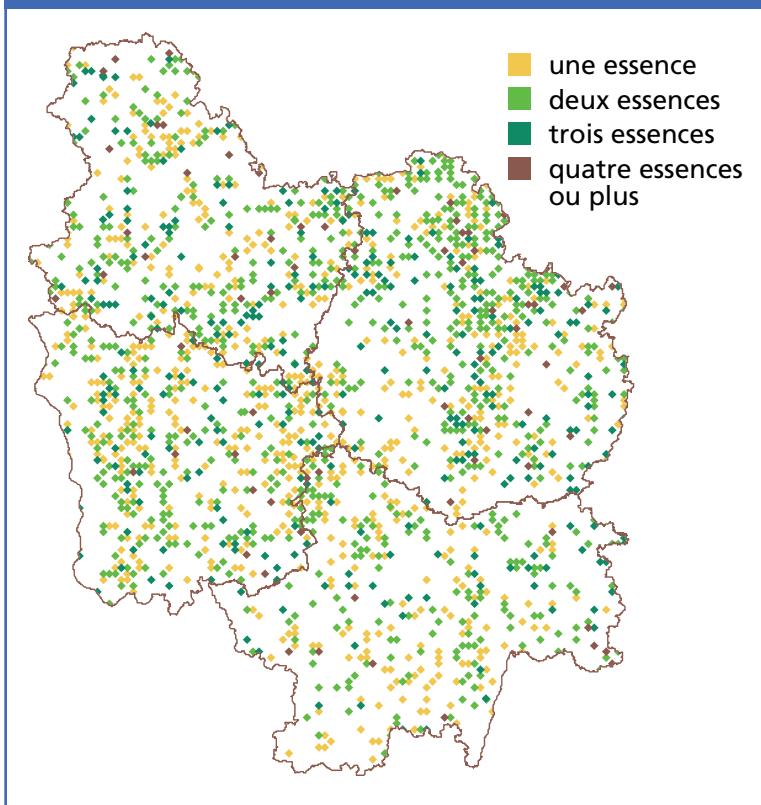 une essence
deux essences
trois essences
quatre essences
ou plus